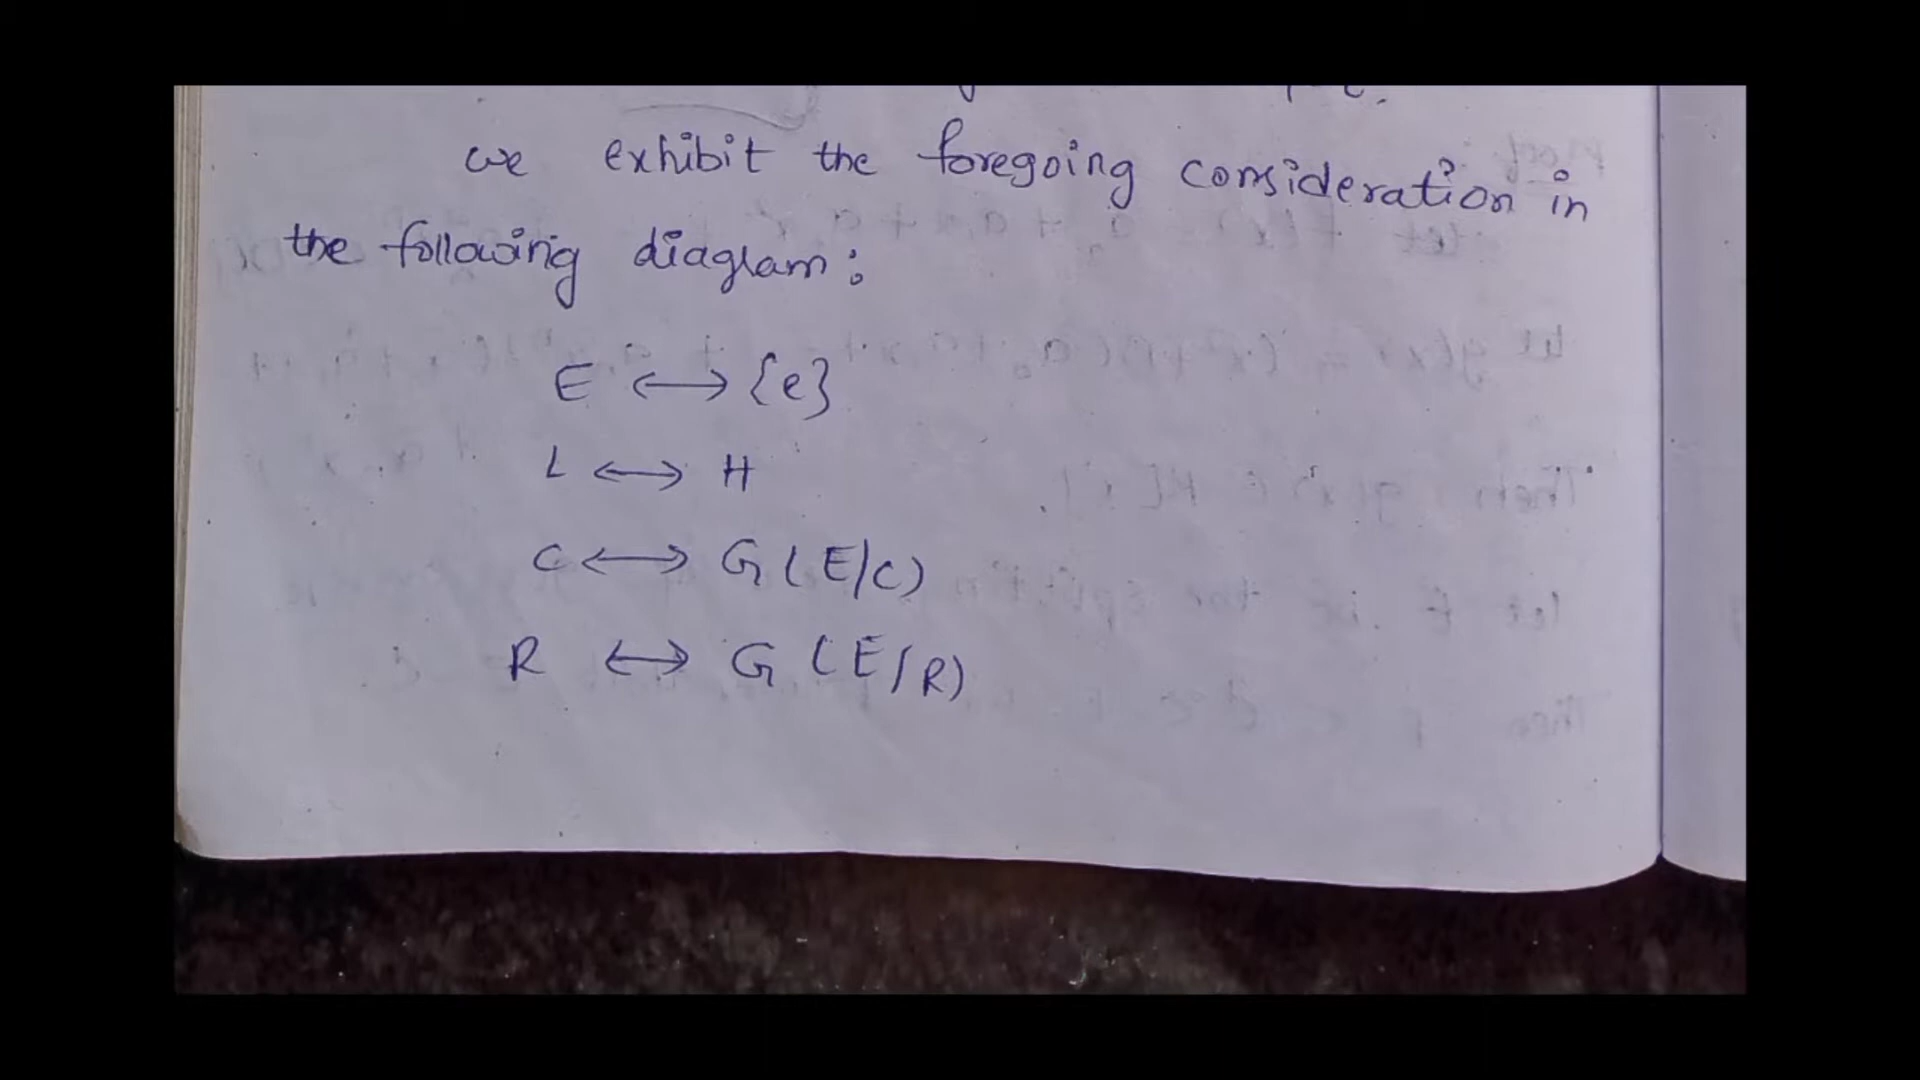 we exhibit the foregoing consideration in
the following diagram:
E ↔ {e}
L ↔ H
C ↔ G(E/C)
R ↔ G(E/R)